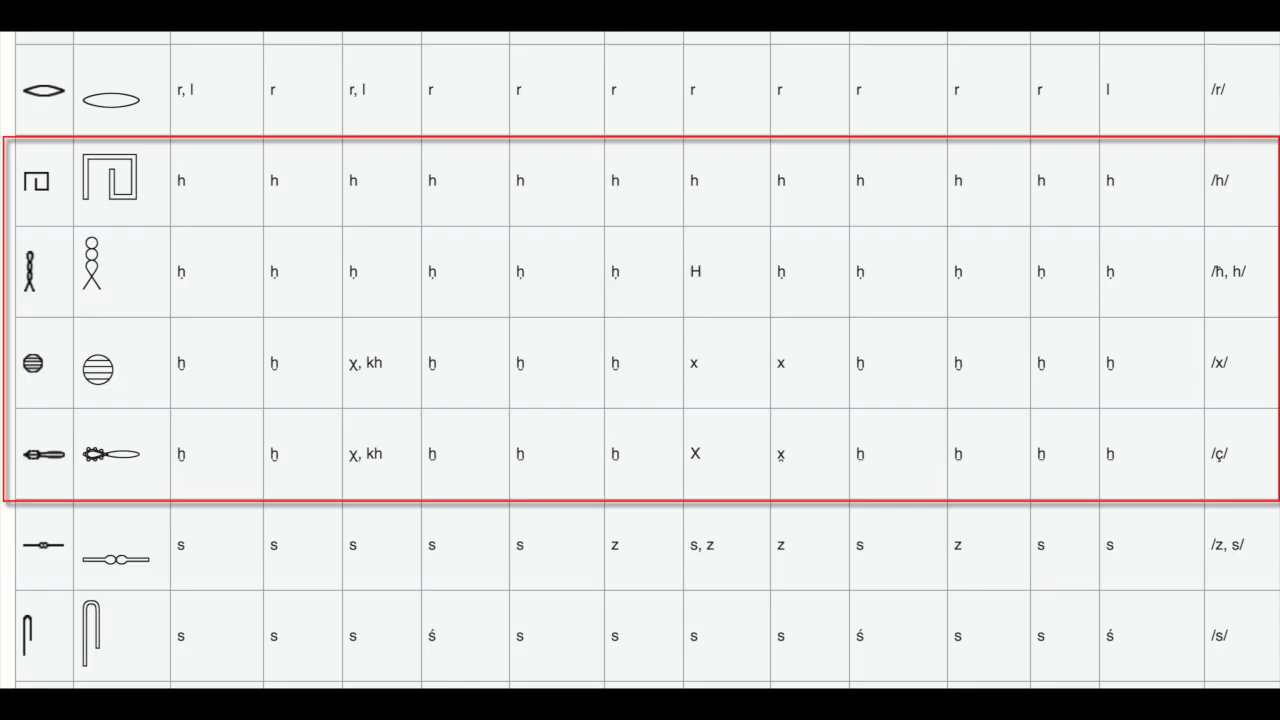 r, l r r, l r r r r r r r r l /r/
h h h h h h h h h h h h /h/
ḥ ḥ ḥ ḥ ḥ ḥ H ḥ ḥ ḥ ḥ ḥ /ħ, h/
ḫ ḫ χ, kh ḫ ḫ ḫ x x ḫ ḫ ḫ ḫ /x/
ḫ ḫ χ, kh ẖ ẖ ẖ X x̭ ẖ ẖ ẖ ẖ /ç/
s s s s s z s, z z s z s s /z, s/
s s s ś s s s s ś s s ś /s/